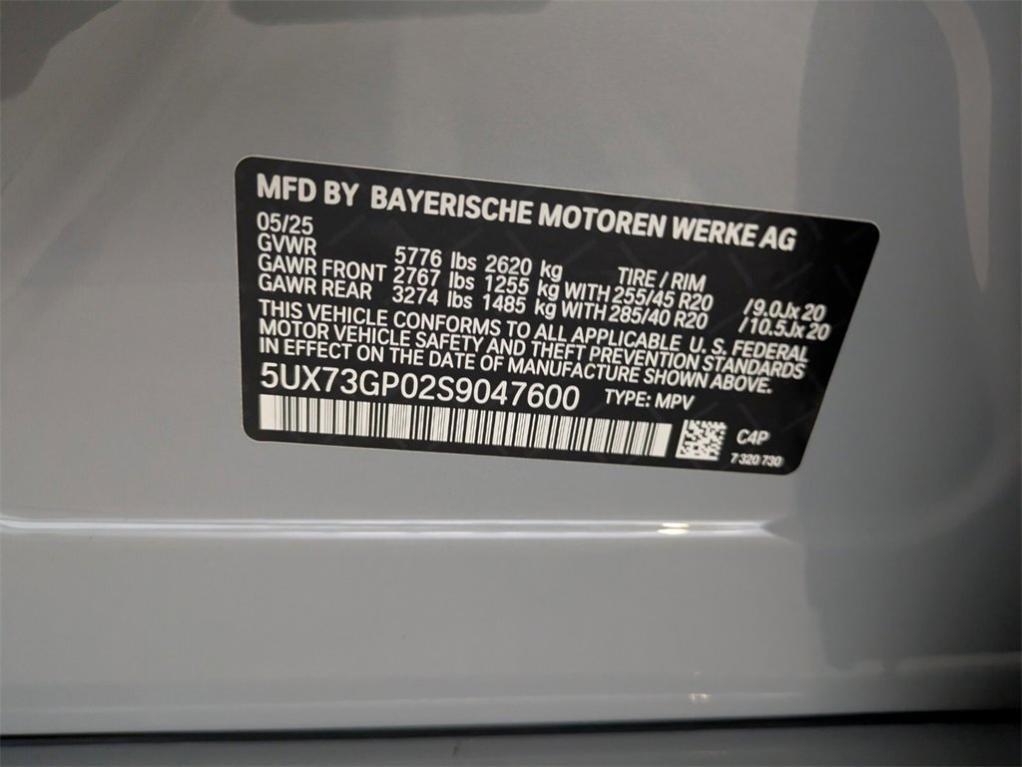 MFD BY BAYERISCHE MOTOREN WERKE AG
05/25
GVWR 5776 lbs 2620 kg TIRE / RIM
GAWR FRONT 2767 lbs 1255 kg WITH 255/45 R20 /9.0Jx20
GAWR REAR 3274 lbs 1485 kg WITH 285/40 R20 /10.5Jx20
THIS VEHICLE CONFORMS TO ALL APPLICABLE U.S. FEDERAL
MOTOR VEHICLE SAFETY AND THEFT PREVENTION STANDARDS
IN EFFECT ON THE DATE OF MANUFACTURE SHOWN ABOVE.
5UX73GP02S9047600 TYPE: MPV
C4P
7 320 730